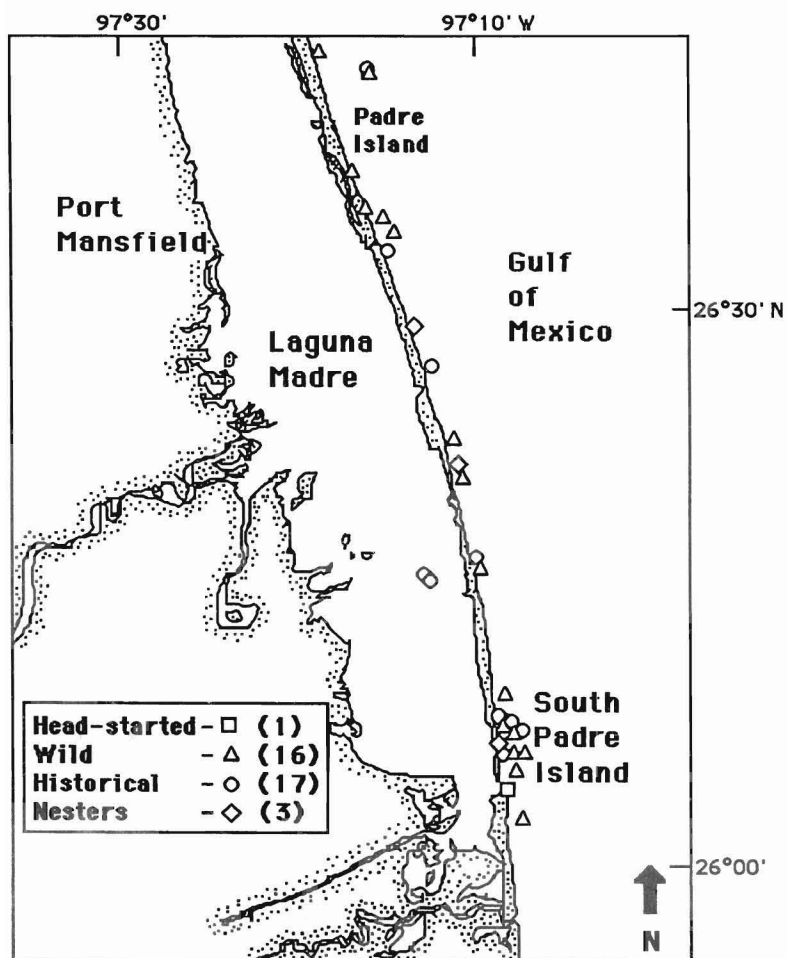 97°30'
97°10' W
Padre
Island
Port
Mansfield
Gulf
of
Mexico
26°30' N
Laguna
Madre
South
Padre
Island
Head-started - □ (1)
Wild - △ (16)
Historical - ○ (17)
Nesters - ◇ (3)
26°00'
N